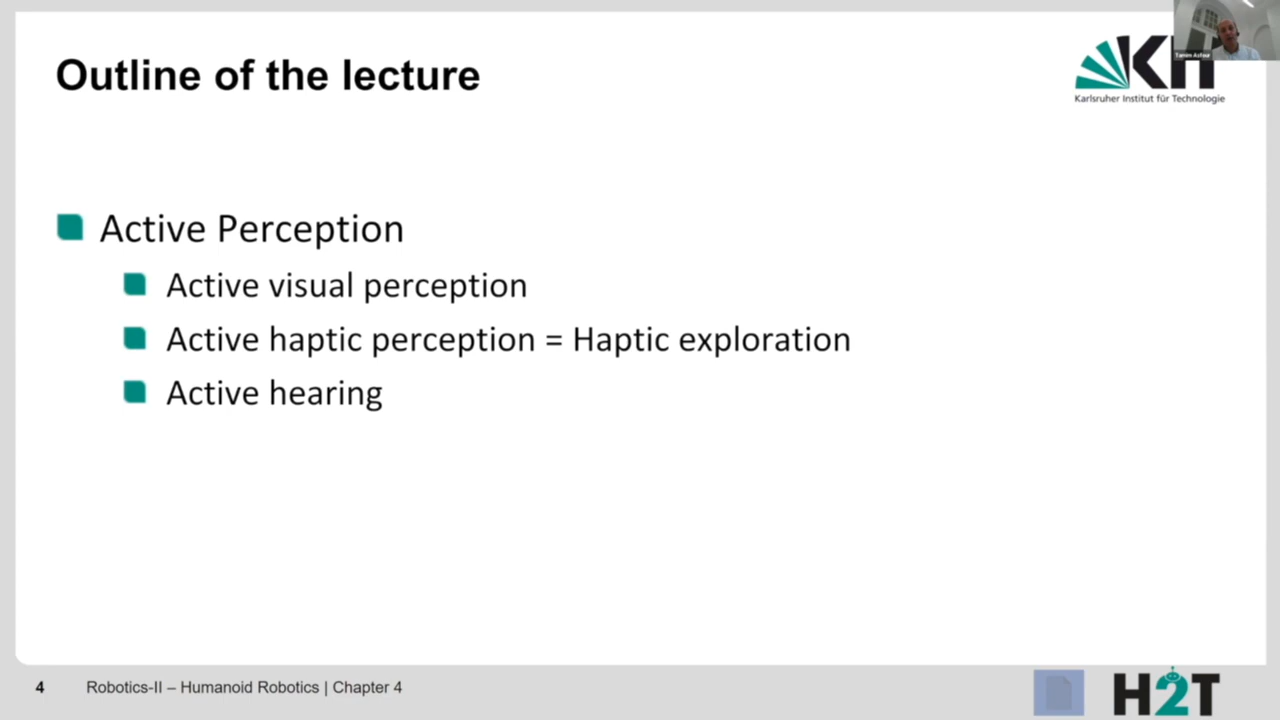 Outline of the lecture
KIT
Karlsruher Institut für Technologie
Active Perception
Active visual perception
Active haptic perception = Haptic exploration
Active hearing
4
Robotics-II – Humanoid Robotics | Chapter 4
H2T